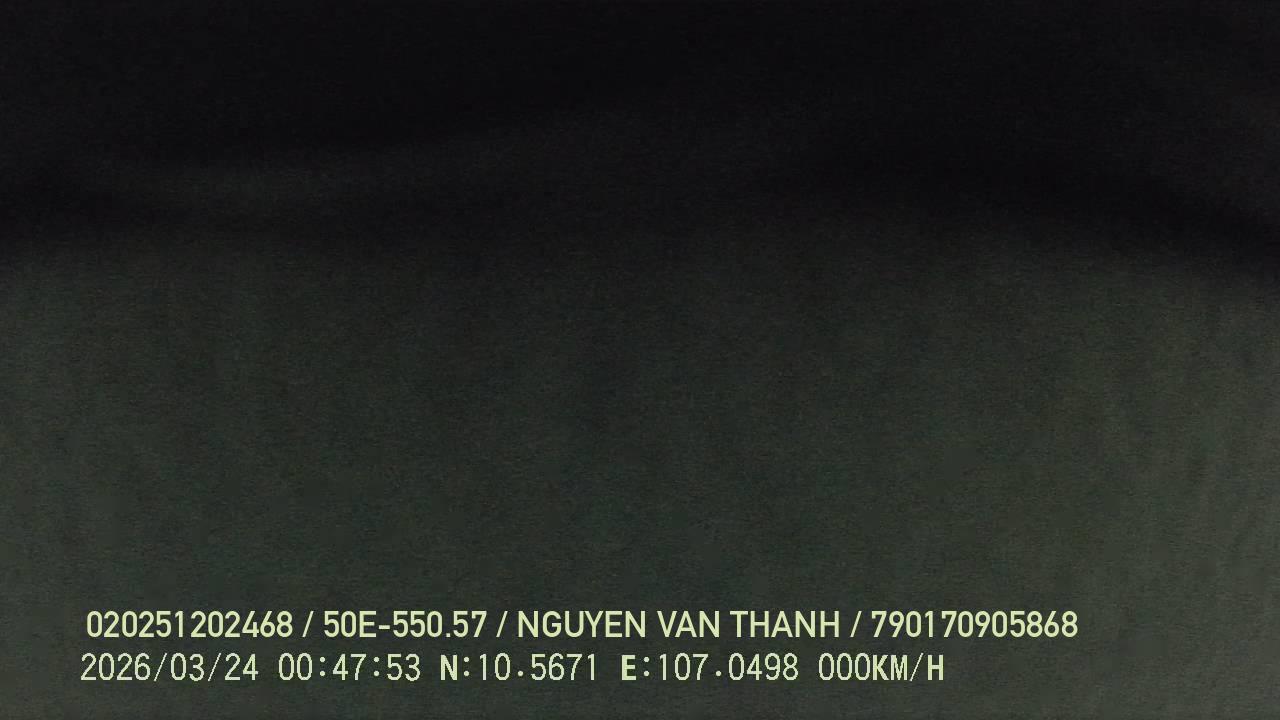 020251202468 / 50E-550.57 / NGUYEN VAN THANH / 790170905868
2026/03/24 00:47:53 N:10.5671 E:107.0498 000KM/H